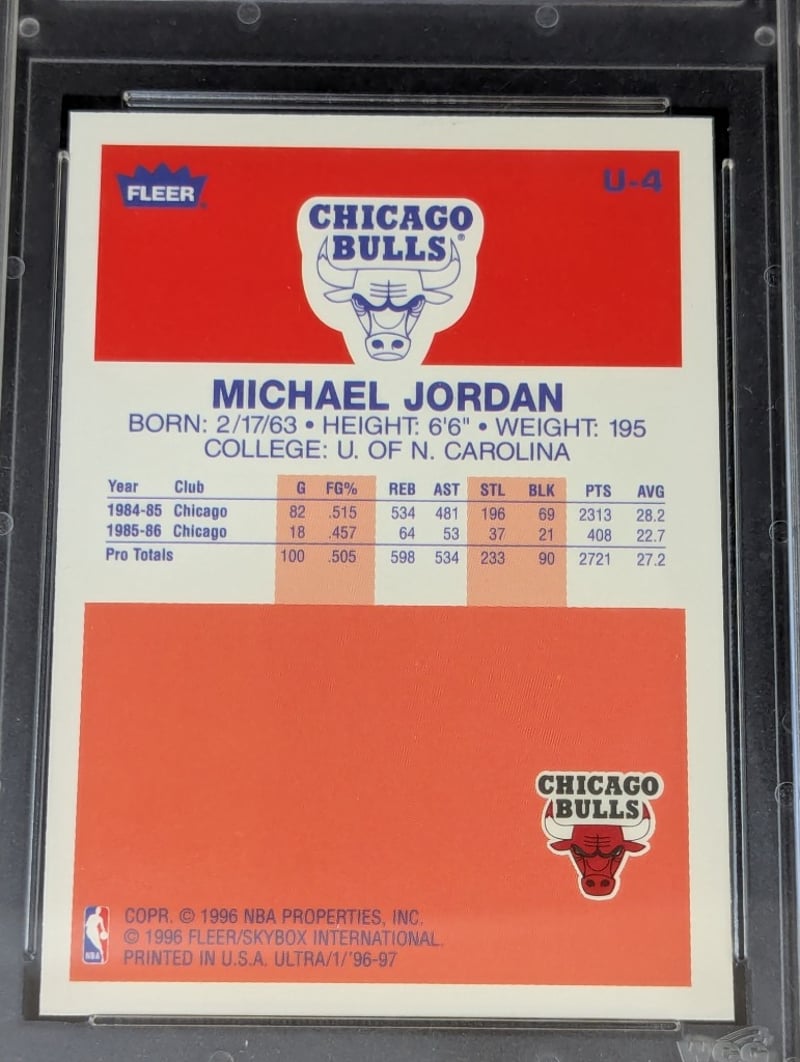 FLEER
U-4
CHICAGO
BULLS
MICHAEL JORDAN
BORN: 2/17/63 • HEIGHT: 6'6" • WEIGHT: 195
COLLEGE: U. OF N. CAROLINA
Year Club G FG% REB AST STL BLK PTS AVG
1984-85 Chicago 82 .515 534 481 196 69 2313 28.2
1985-86 Chicago 18 .457 64 53 37 21 408 22.7
Pro Totals 100 .505 598 534 233 90 2721 27.2
CHICAGO
BULLS
NBA
COPR. © 1996 NBA PROPERTIES, INC.
© 1996 FLEER/SKYBOX INTERNATIONAL.
PRINTED IN U.S.A. ULTRA/1/'96-97